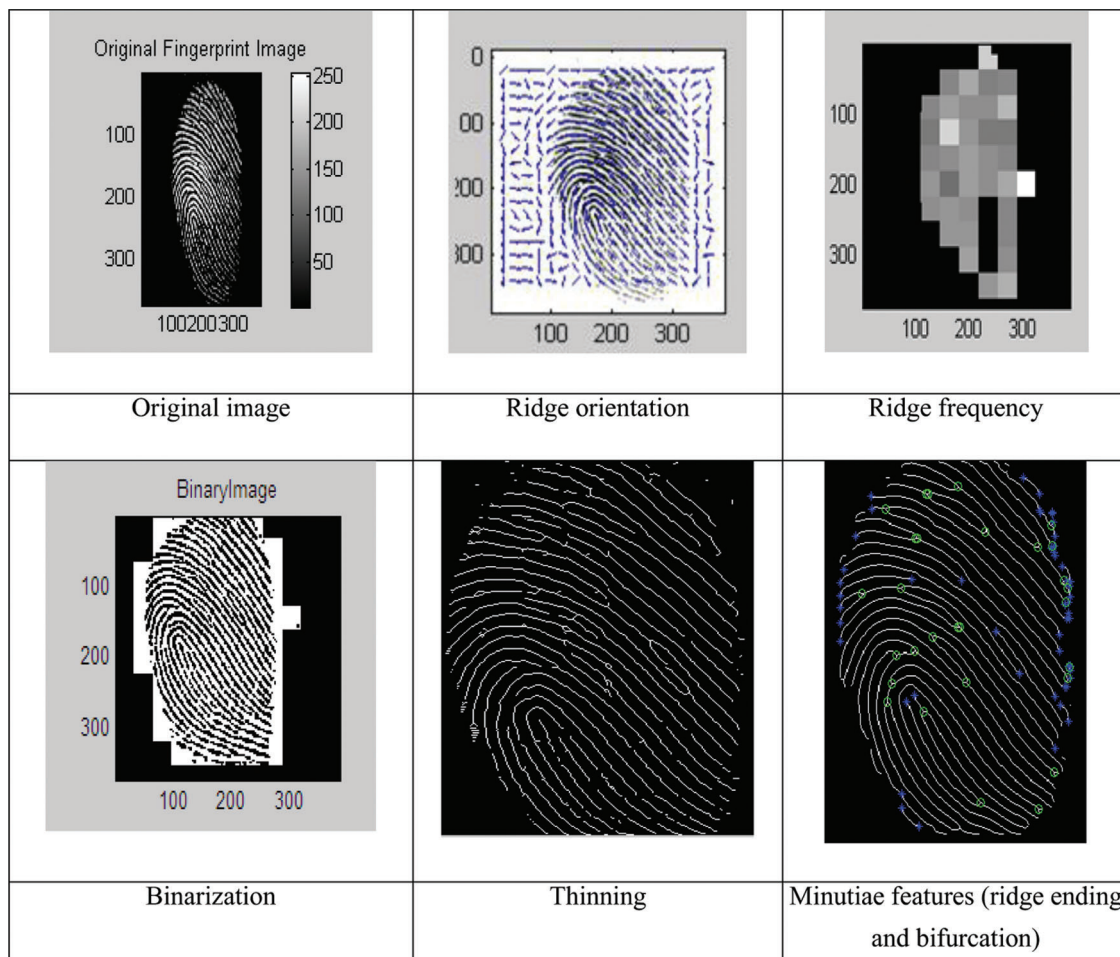 Original Fingerprint Image
250
200
150
100
50
100
200
300
100200300
0
00
200
300
100 200 300
100
200
300
100 200 300
Original image
Ridge orientation
Ridge frequency
BinaryImage
100
200
300
100 200 300
Binarization
Thinning
Minutiae features (ridge ending
and bifurcation)